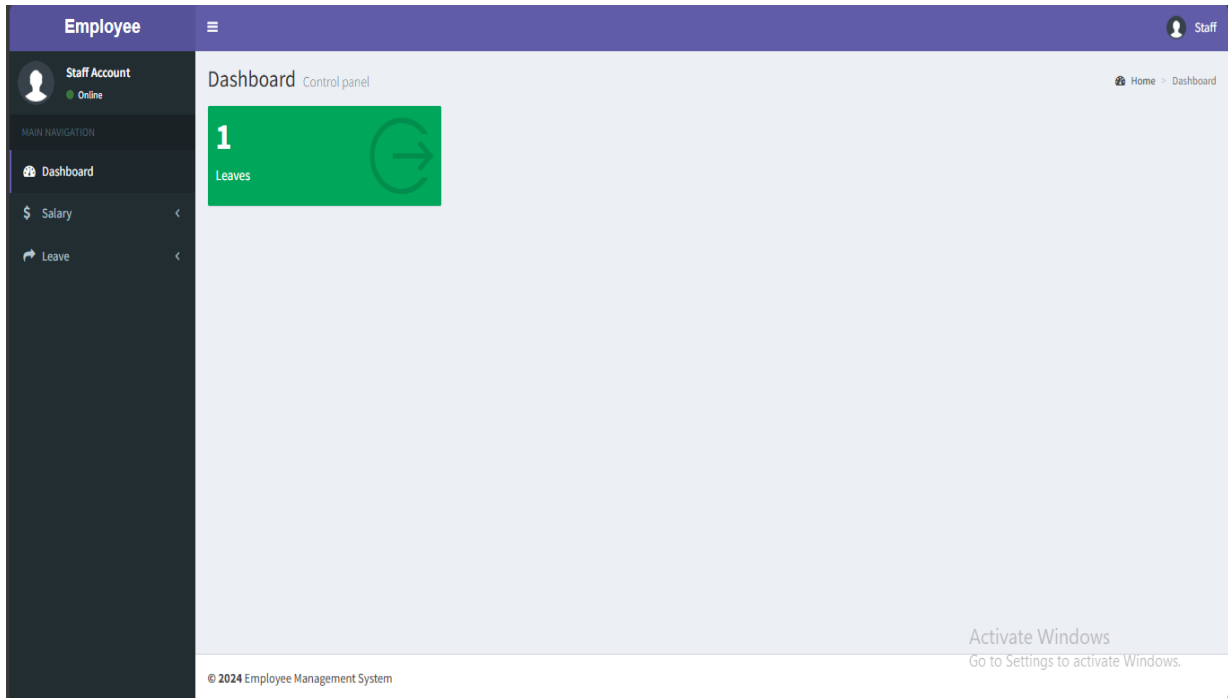 Employee
Staff
Staff Account
Online
MAIN NAVIGATION
Dashboard
$ Salary
Leave
Dashboard Control panel
Home > Dashboard
1
Leaves
Activate Windows
Go to Settings to activate Windows.
© 2024 Employee Management System